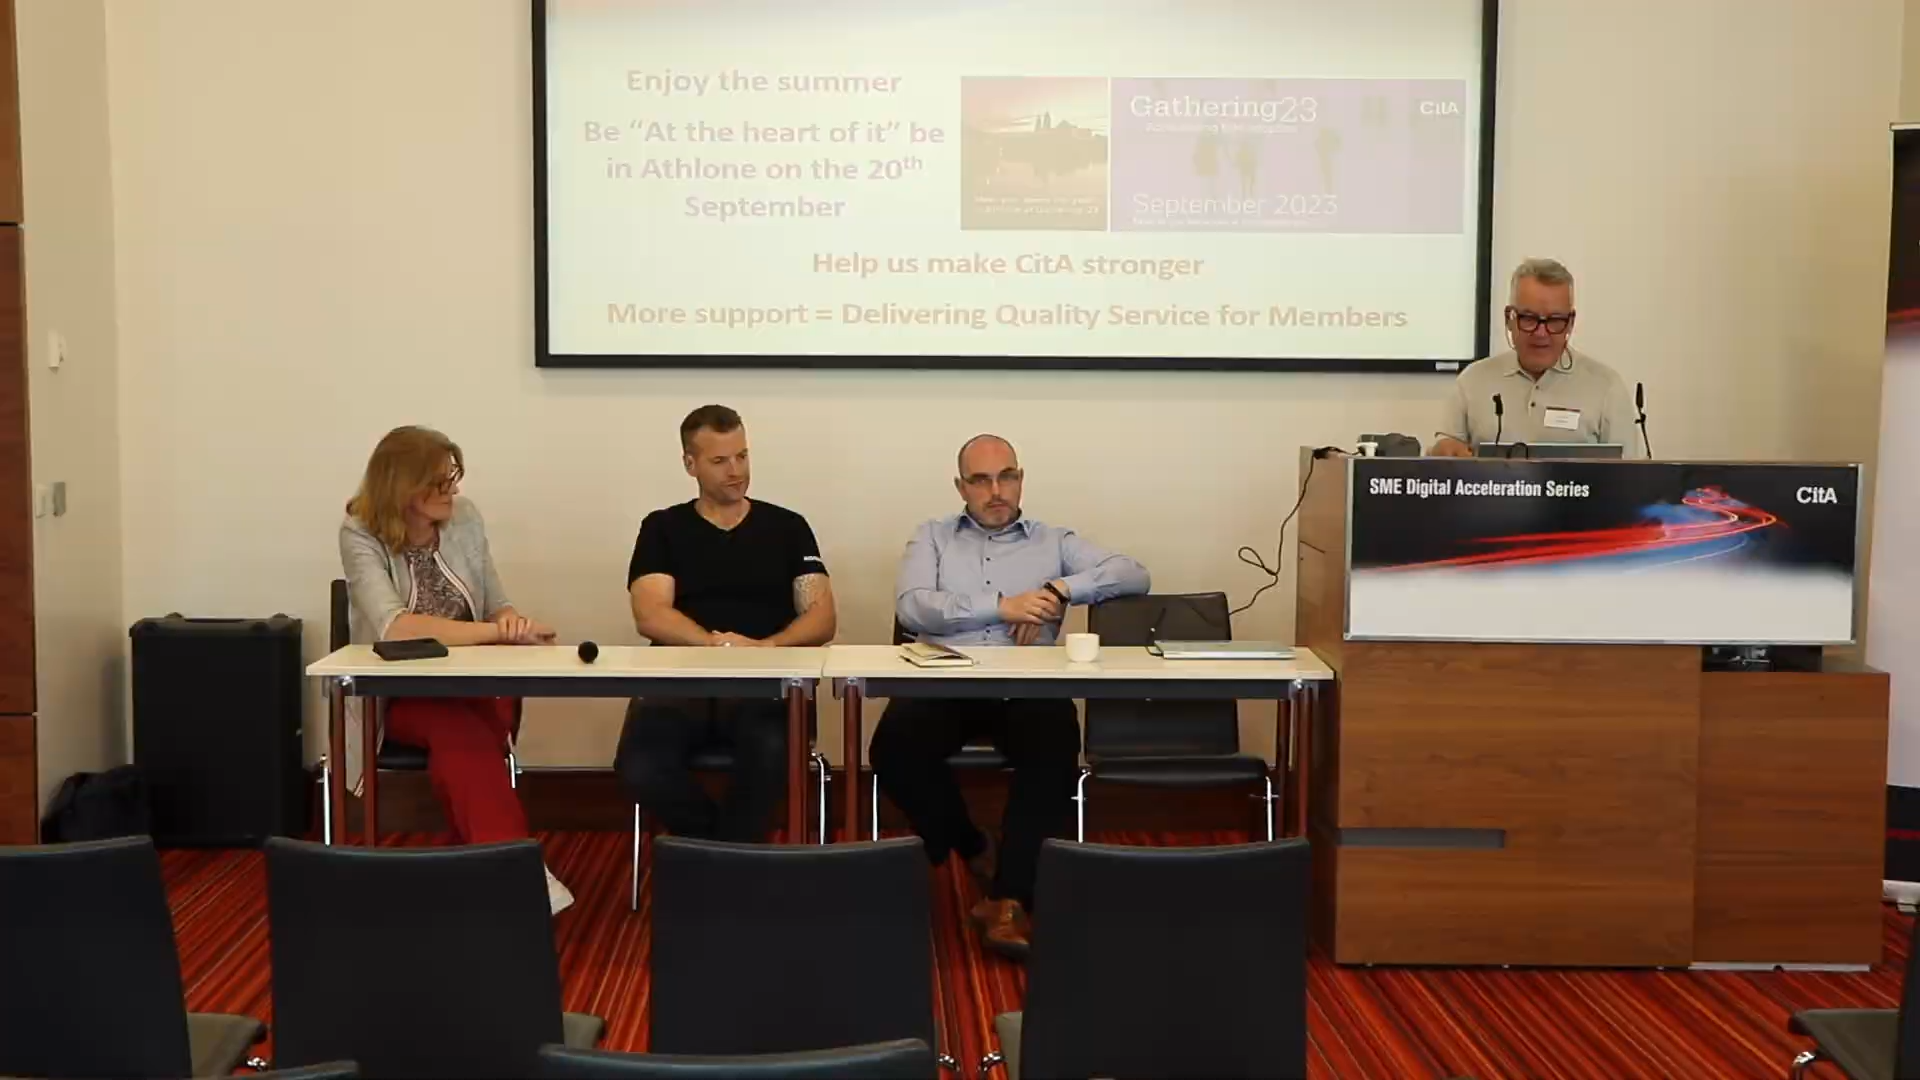 Enjoy the summer
Be “At the heart of it” be
in Athlone on the 20th
September
Gathering23
CitA
September 2023
Help us make CitA stronger
More support = Delivering Quality Service for Members
SME Digital Acceleration Series
CitA